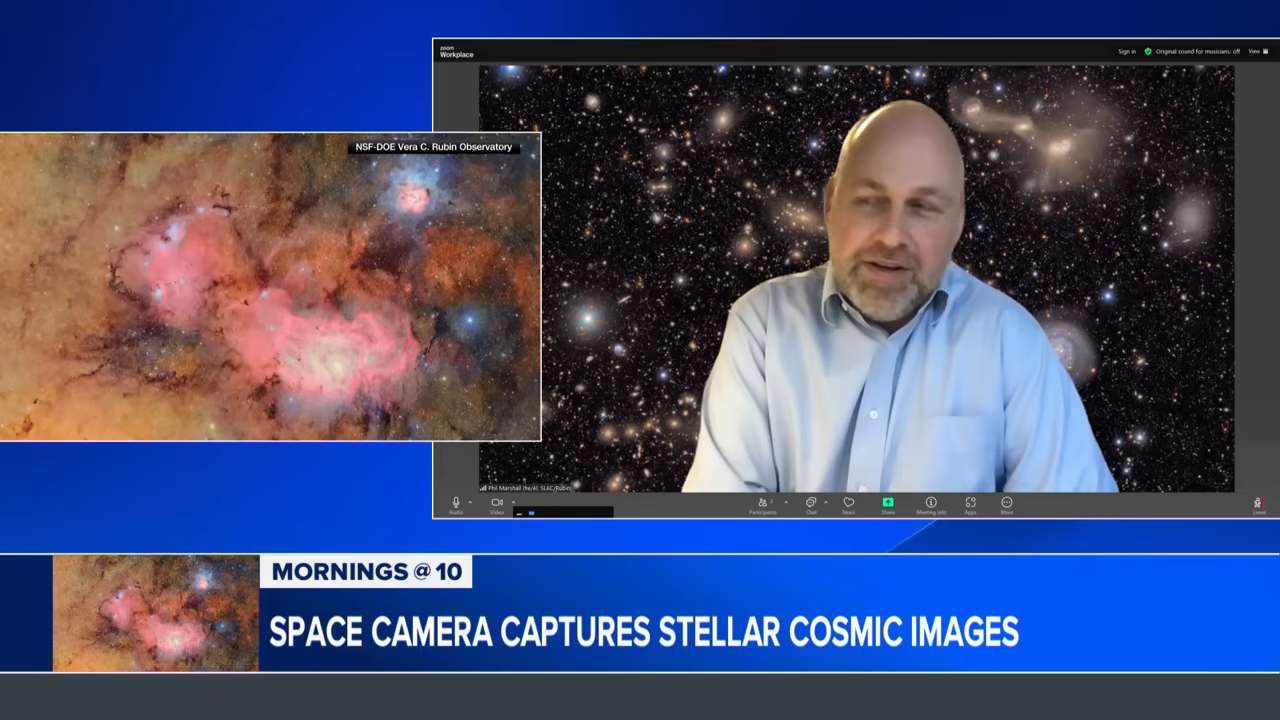 zoom
Workplace
Sign in
Original sound for musicians: off
View
NSF-DOE Vera C. Rubin Observatory
Phil Marshall (he/él, SLAC/Rubin)
Audio
Video
Participants
2
Chat
React
Share
Meeting info
Apps
More
Leave
MORNINGS @ 10
SPACE CAMERA CAPTURES STELLAR COSMIC IMAGES